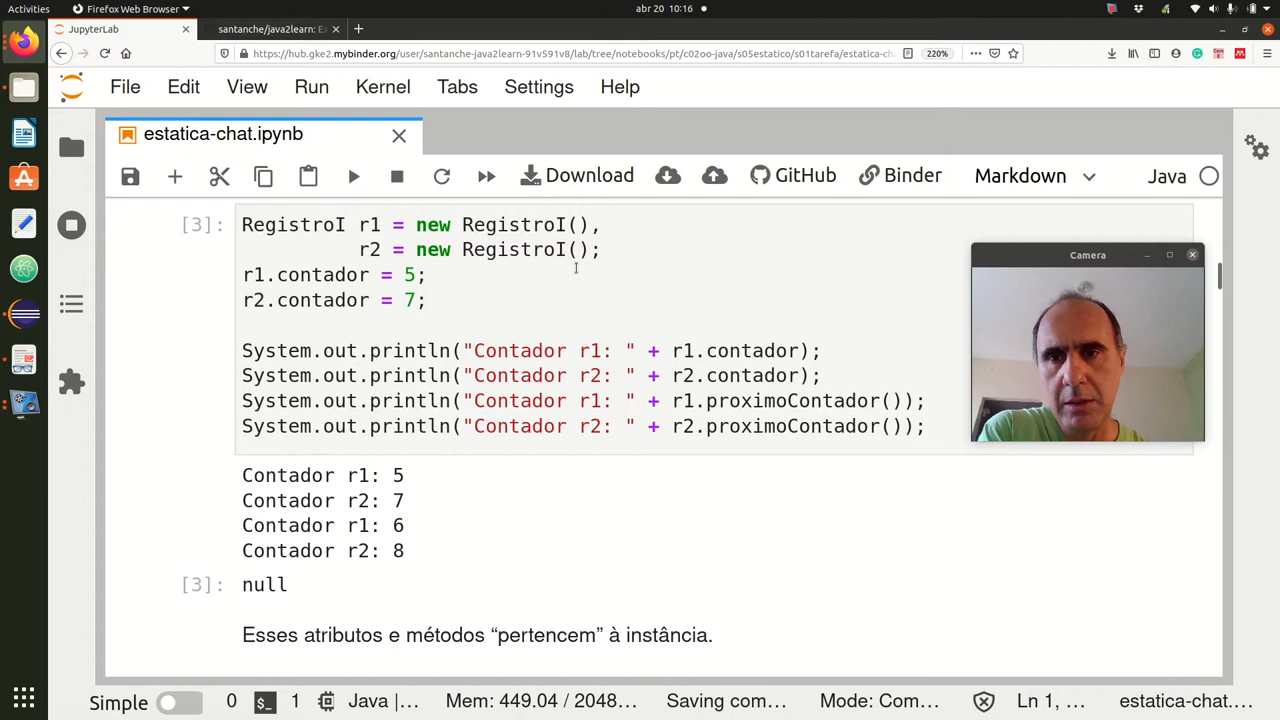 Activities
Firefox Web Browser
abr 20 10:16
JupyterLab
santanche/java2learn: Ex
https://hub.gke2.mybinder.org/user/santanche-java2learn-91v591v8/lab/tree/notebooks/pt/c02oo-java/s05estatico/s01tarefa/estatica-cha
220%
File Edit View Run Kernel Tabs Settings Help
estatica-chat.ipynb
Download GitHub Binder Markdown Java
[3]: RegistroI r1 = new RegistroI(),
r2 = new RegistroI();
r1.contador = 5;
r2.contador = 7;
System.out.println("Contador r1: " + r1.contador);
System.out.println("Contador r2: " + r2.contador);
System.out.println("Contador r1: " + r1.proximoContador());
System.out.println("Contador r2: " + r2.proximoContador());
Camera
Contador r1: 5
Contador r2: 7
Contador r1: 6
Contador r2: 8
[3]: null
Esses atributos e métodos “pertencem” à instância.
Simple 0 $_ 1 Java |... Mem: 449.04 / 2048... Saving com... Mode: Com... Ln 1, ... estatica-chat....